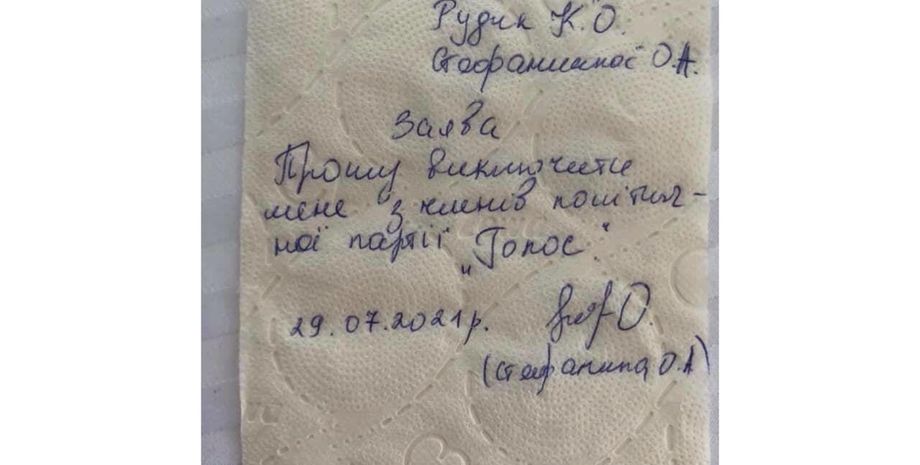 Рудик К.О.
Стефанишиної О.А.
Заява
Прошу виключити
мене з членів політич-
ної партії "Голос".
29.07.2021р.
(Стефанишина О.А)